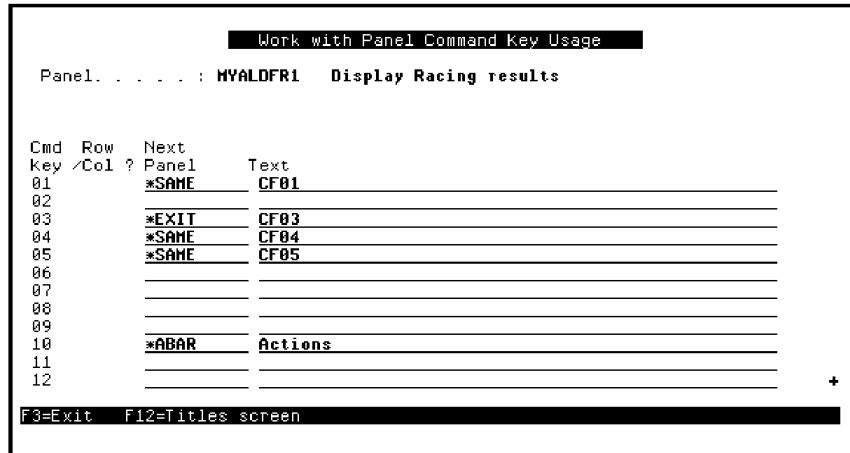 Work with Panel Command Key Usage
Panel. . . . . : MYALDFR1 Display Racing results
Cmd Row Next
Key /Col ? Panel Text
01 *SAME CF01
02
03 *EXIT CF03
04 *SAME CF04
05 *SAME CF05
06
07
08
09
10 *ABAR Actions
11
12 +
F3=Exit F12=Titles screen